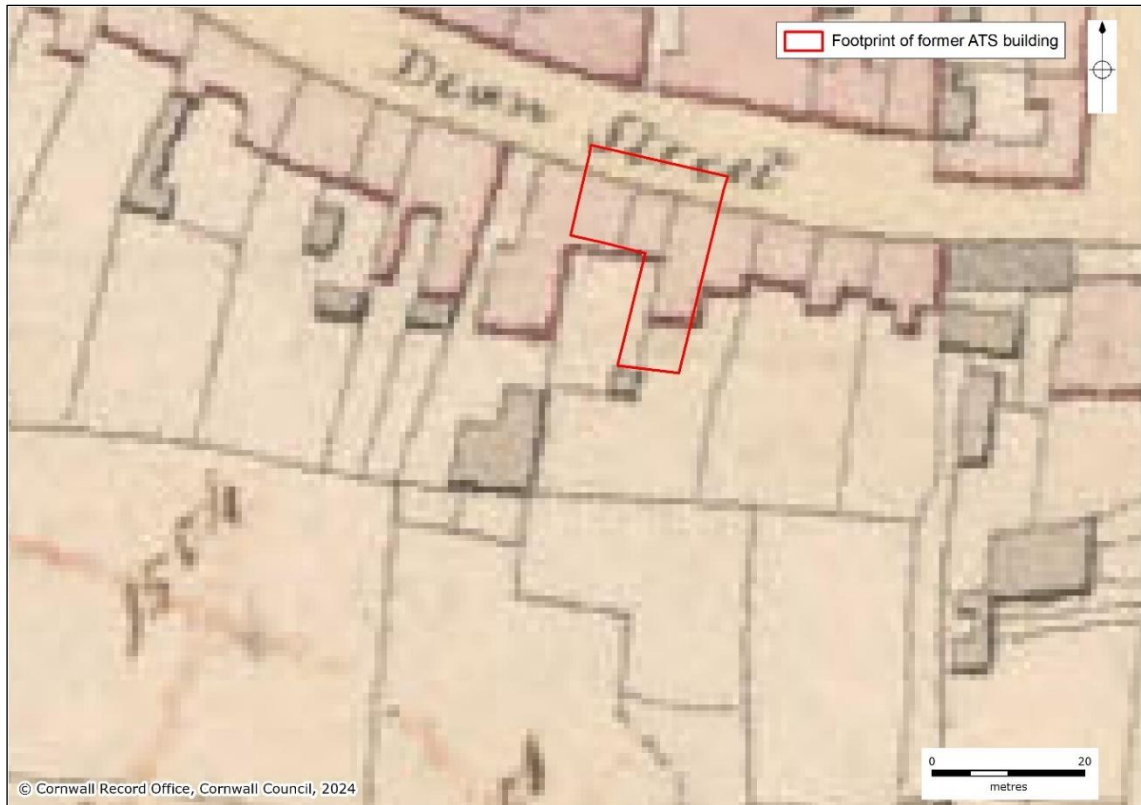 Footprint of former ATS building
Dean Street
0 20
metres
© Cornwall Record Office, Cornwall Council, 2024